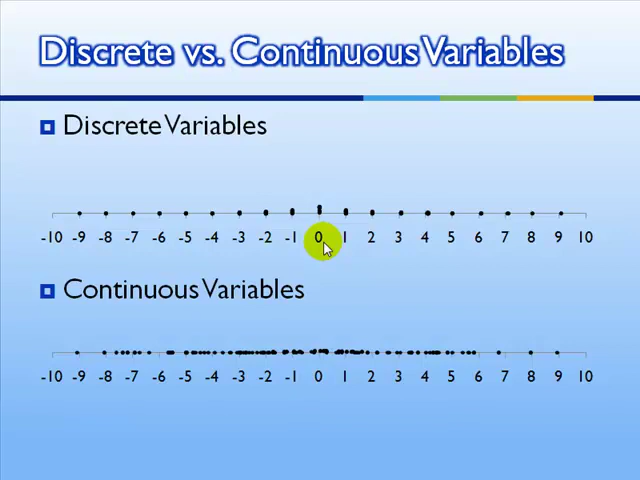 Discrete vs. Continuous Variables
Discrete Variables
-10 -9 -8 -7 -6 -5 -4 -3 -2 -1 0 1 2 3 4 5 6 7 8 9 10
Continuous Variables
-10 -9 -8 -7 -6 -5 -4 -3 -2 -1 0 1 2 3 4 5 6 7 8 9 10